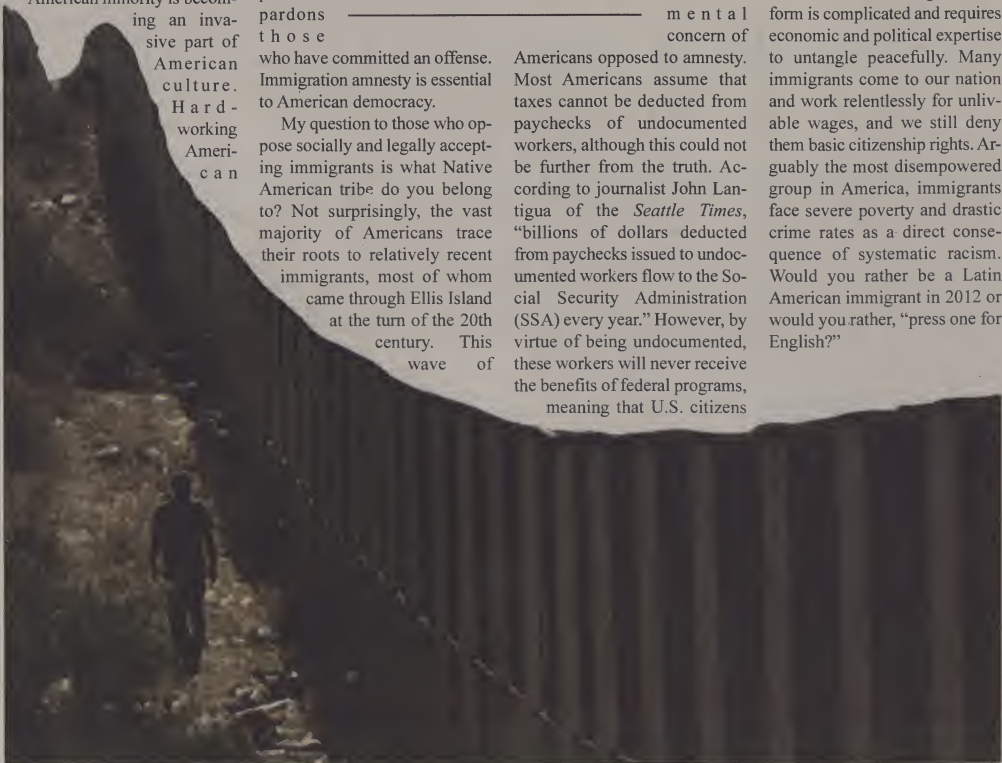 American minority is becom-
ing an inva-
sive part of
American
culture.
Hard-
working
Ameri-
can
pardons
those
who have committed an offense.
Immigration amnesty is essential
to American democracy.
My question to those who op-
pose socially and legally accept-
ing immigrants is what Native
American tribe do you belong
to? Not surprisingly, the vast
majority of Americans trace
their roots to relatively recent
immigrants, most of whom
came through Ellis Island
at the turn of the 20th
century. This
wave of
mental
concern of
Americans opposed to amnesty.
Most Americans assume that
taxes cannot be deducted from
paychecks of undocumented
workers, although this could not
be further from the truth. Ac-
cording to journalist John Lan-
tigua of the Seattle Times,
“billions of dollars deducted
from paychecks issued to undoc-
umented workers flow to the So-
cial Security Administration
(SSA) every year.” However, by
virtue of being undocumented,
these workers will never receive
the benefits of federal programs,
meaning that U.S. citizens
form is complicated and requires
economic and political expertise
to untangle peacefully. Many
immigrants come to our nation
and work relentlessly for unliv-
able wages, and we still deny
them basic citizenship rights. Ar-
guably the most disempowered
group in America, immigrants
face severe poverty and drastic
crime rates as a direct conse-
quence of systematic racism.
Would you rather be a Latin
American immigrant in 2012 or
would you rather, “press one for
English?”